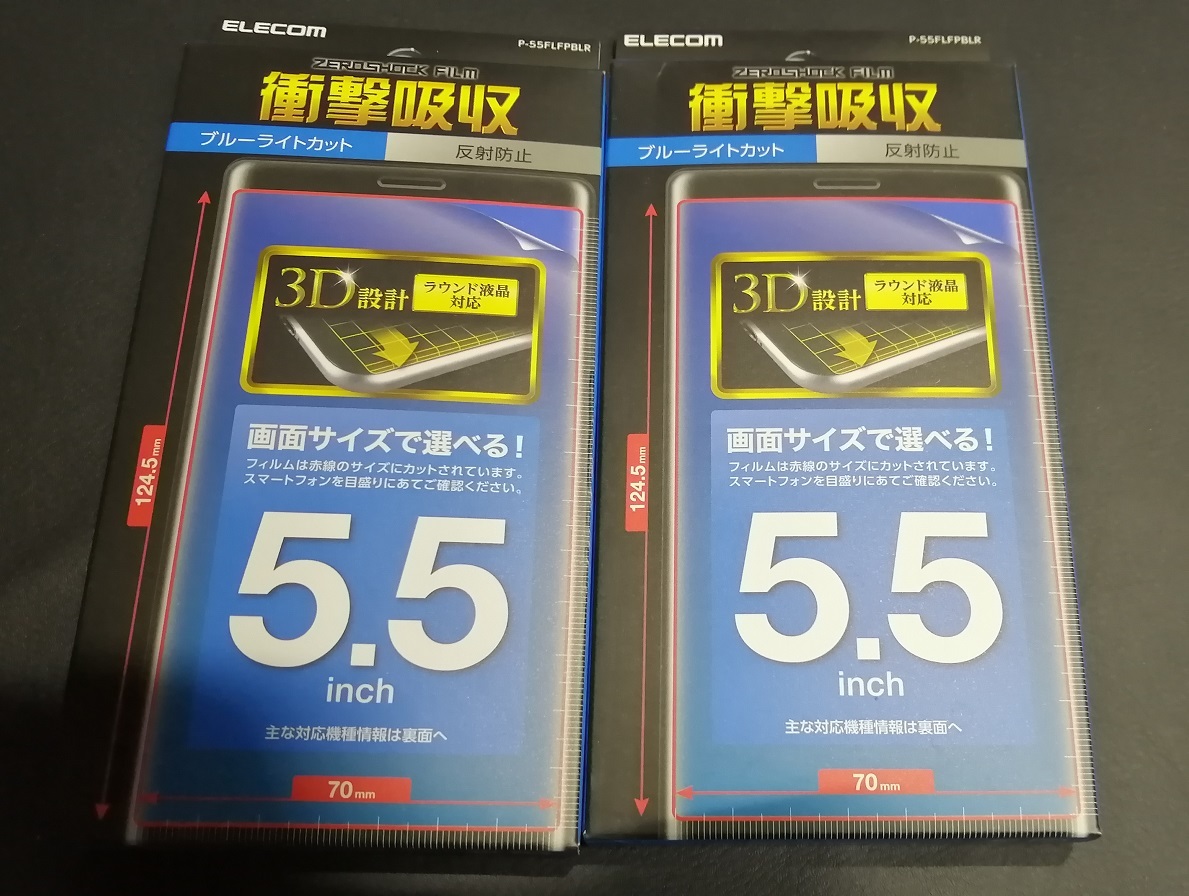 ELECOM
P-55FLFPBLR
ZEROSHOCK FILM
衝撃吸収
ブルーライトカット
反射防止
3D設計
ラウンド液晶
対応
124.5mm
画面サイズで選べる!
フィルムは赤線のサイズにカットされています。
スマートフォンを目盛りにあてご確認ください。
5.5
inch
主な対応機種情報は裏面へ
70mm
ELECOM
P-55FLFPBLR
ZEROSHOCK FILM
衝撃吸収
ブルーライトカット
反射防止
3D設計
ラウンド液晶
対応
124.5mm
画面サイズで選べる!
フィルムは赤線のサイズにカットされています。
スマートフォンを目盛りにあてご確認ください。
5.5
inch
主な対応機種情報は裏面へ
70mm